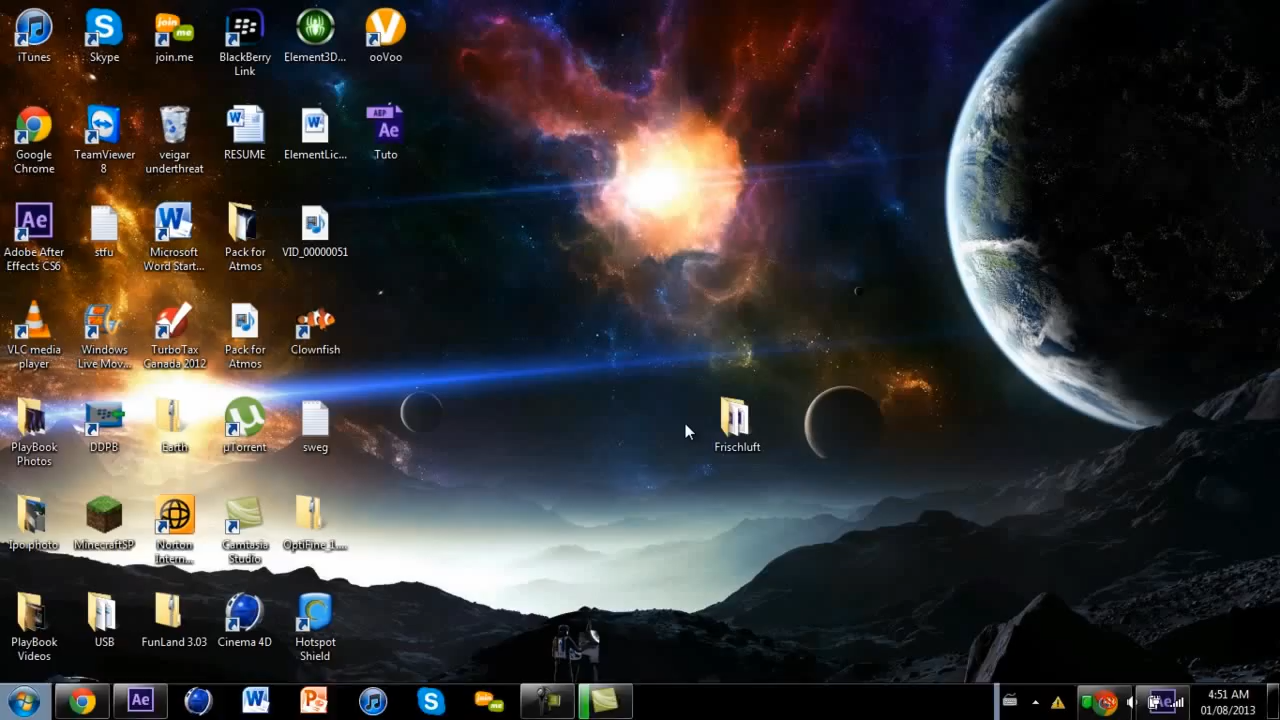 iTunes
Skype
join.me
BlackBerry
Link
Element3D...
ooVoo
Google
Chrome
TeamViewer
8
veigar
underthreat
RESUME
ElementLic...
Tuto
Adobe After
Effects CS6
stfu
Microsoft
Word Start...
Pack for
Atmos
VID_00000051
VLC media
player
Windows
Live Mov...
TurboTax
Canada 2012
Pack for
Atmos
Clownfish
PlayBook
Photos
DDPB
Earth
µTorrent
sweg
Frischluft
Ipo photo
MinecraftSP
Norton
Intern...
Camtasia
Studio
OptiFine_1....
PlayBook
Videos
USB
FunLand 3.03
Cinema 4D
Hotspot
Shield
4:51 AM
01/08/2013